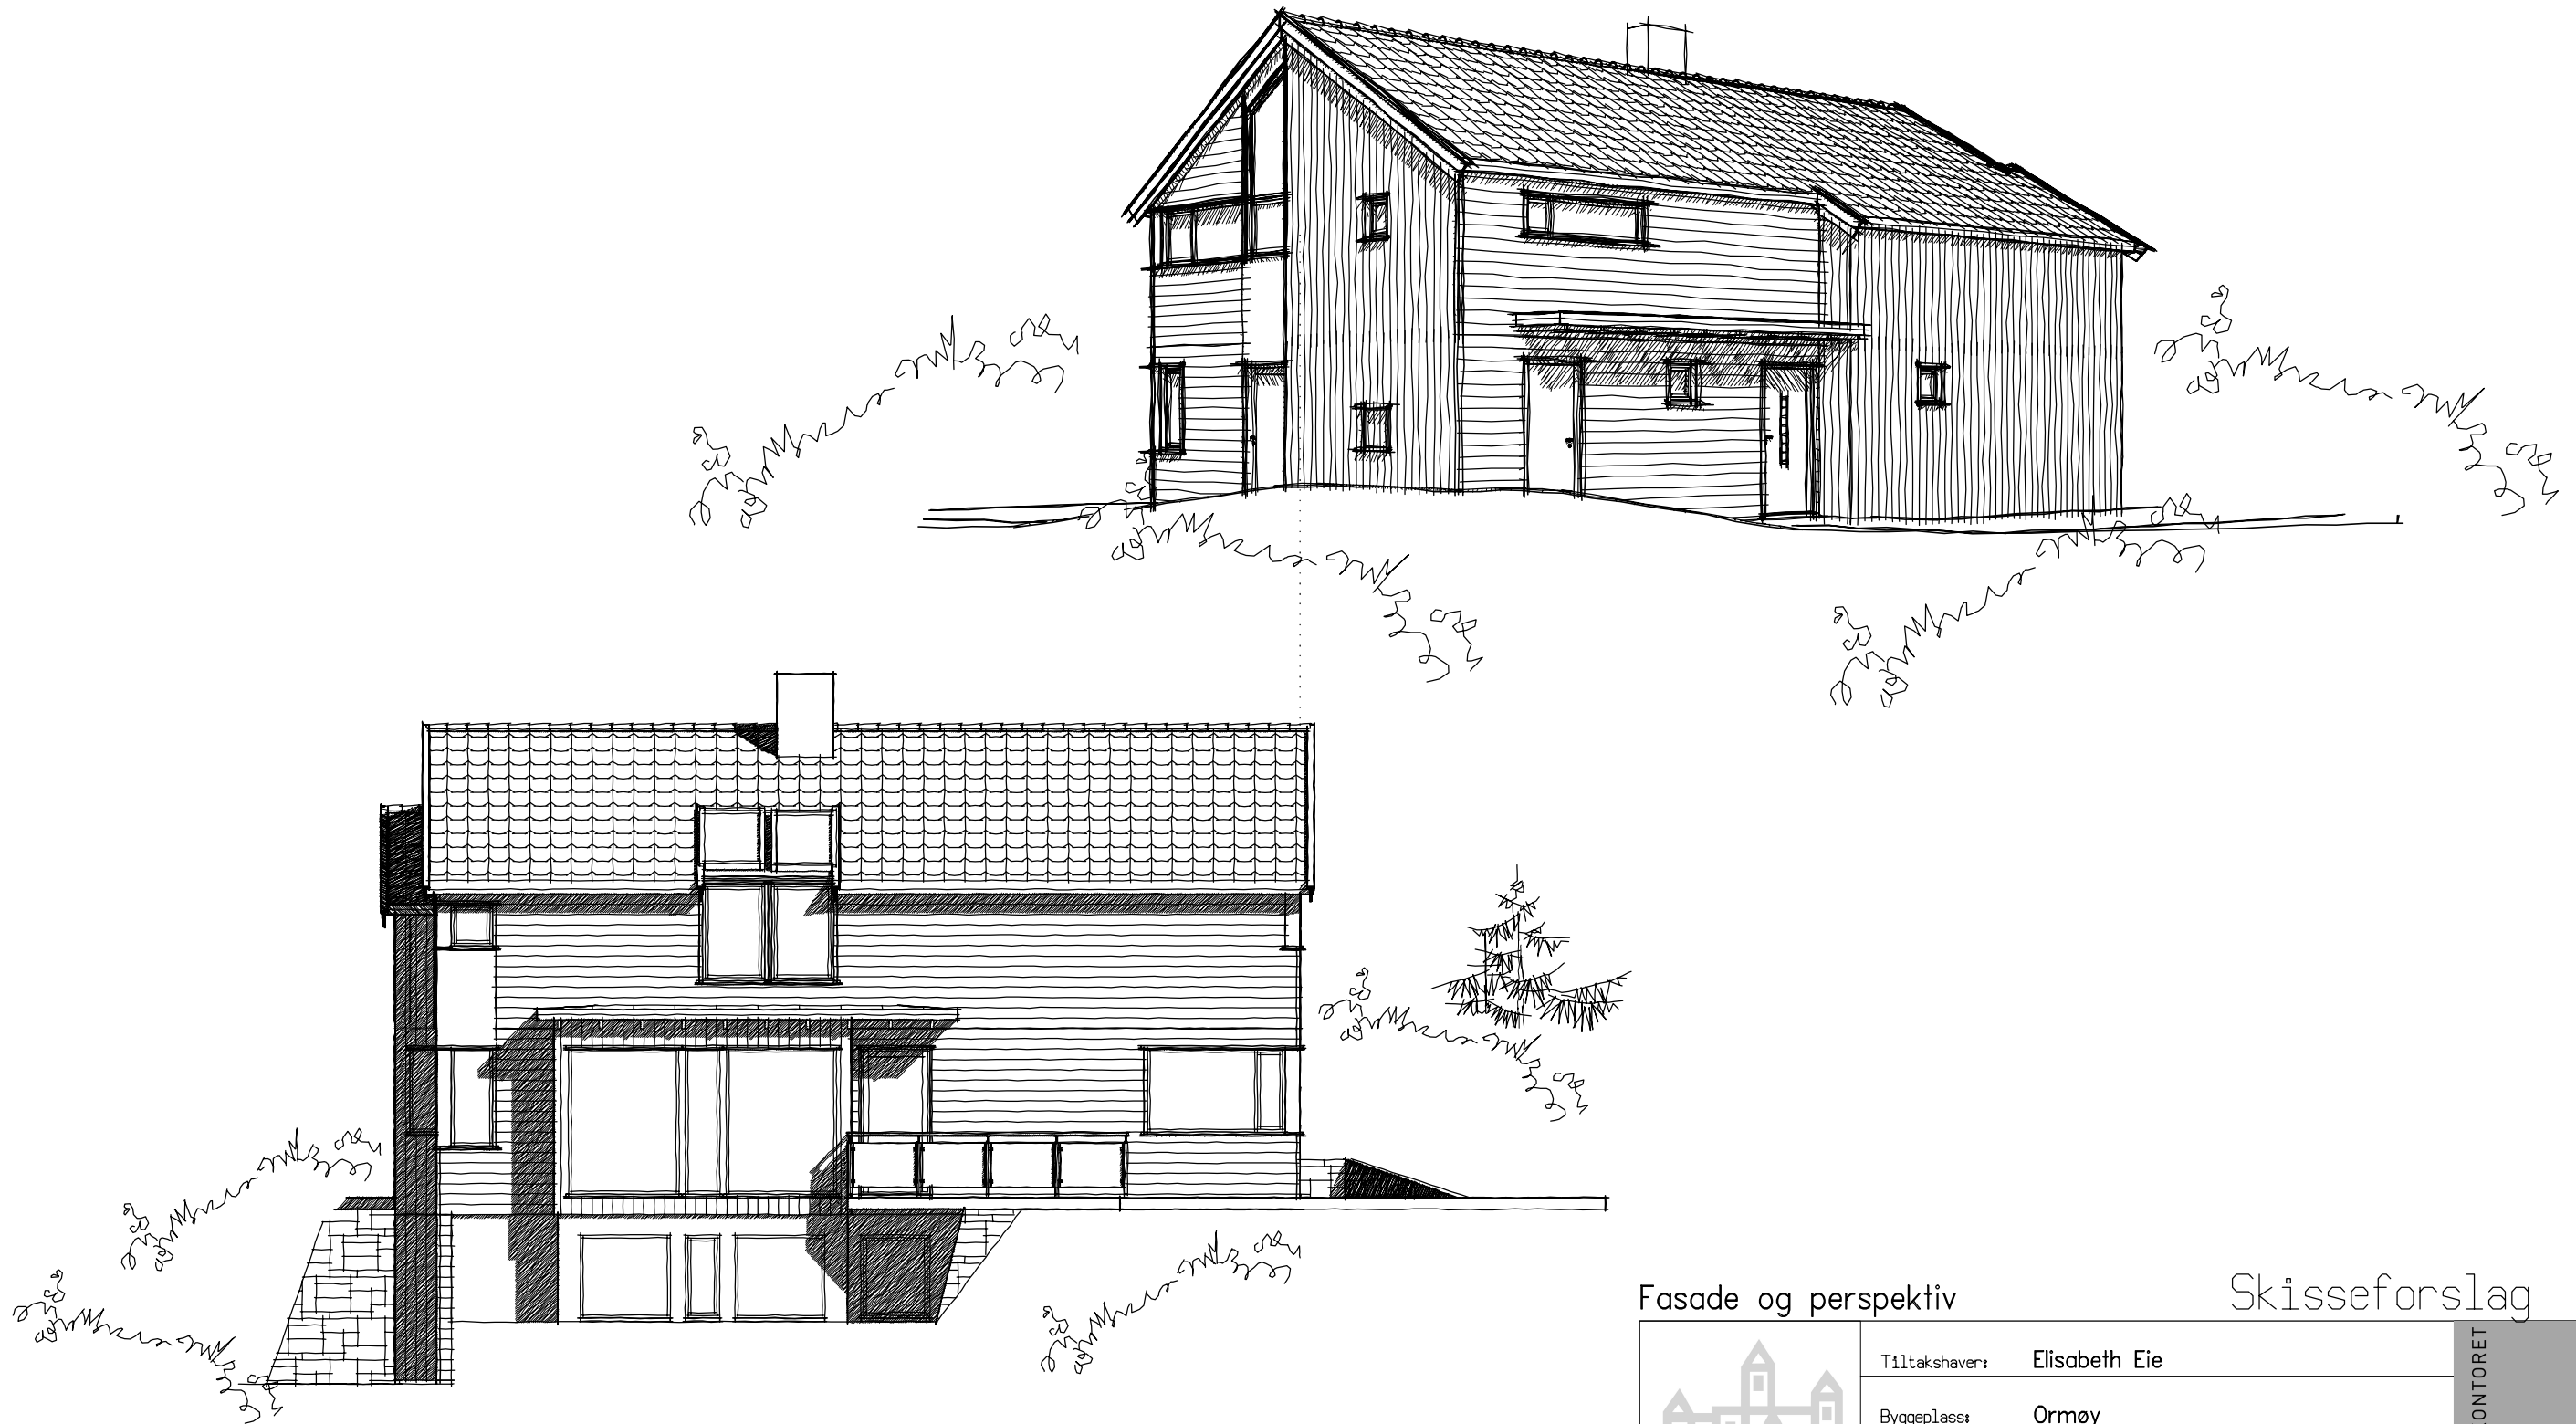 Fasade og perspektiv
Skisseforslag
Tiltakshaver: Elisabeth Eie
Byggeplass: Ormøy
ONTORET